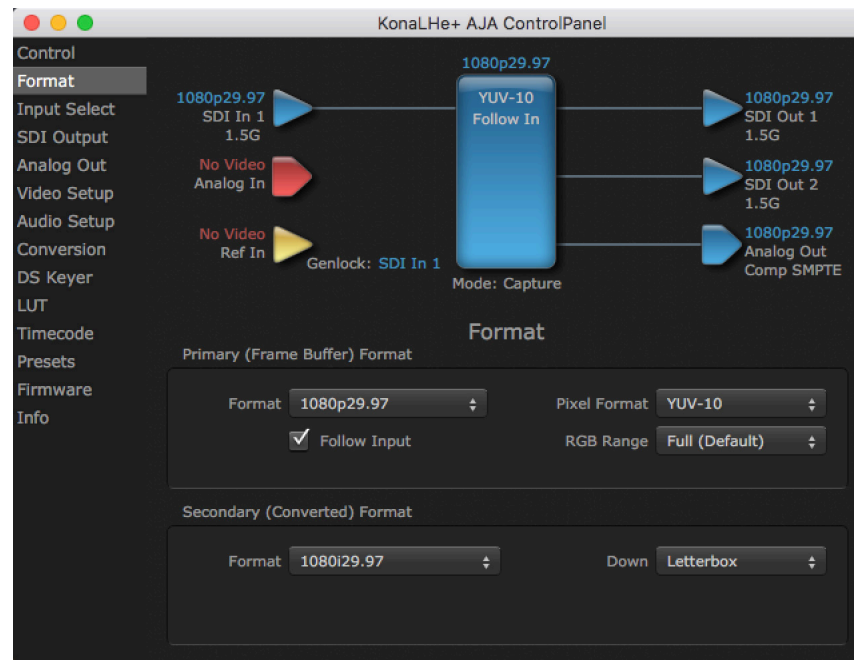 KonaLHe+ AJA ControlPanel
Control
Format
Input Select
SDI Output
Analog Out
Video Setup
Audio Setup
Conversion
DS Keyer
LUT
Timecode
Presets
Firmware
Info
1080p29.97
YUV-10
Follow In
Mode: Capture
1080p29.97
SDI In 1
1.5G
No Video
Analog In
No Video
Ref In
Genlock: SDI In 1
1080p29.97
SDI Out 1
1.5G
1080p29.97
SDI Out 2
1.5G
1080p29.97
Analog Out
Comp SMPTE
Format
Primary (Frame Buffer) Format
Format 1080p29.97
Pixel Format YUV-10
Follow Input
RGB Range Full (Default)
Secondary (Converted) Format
Format 1080i29.97
Down Letterbox